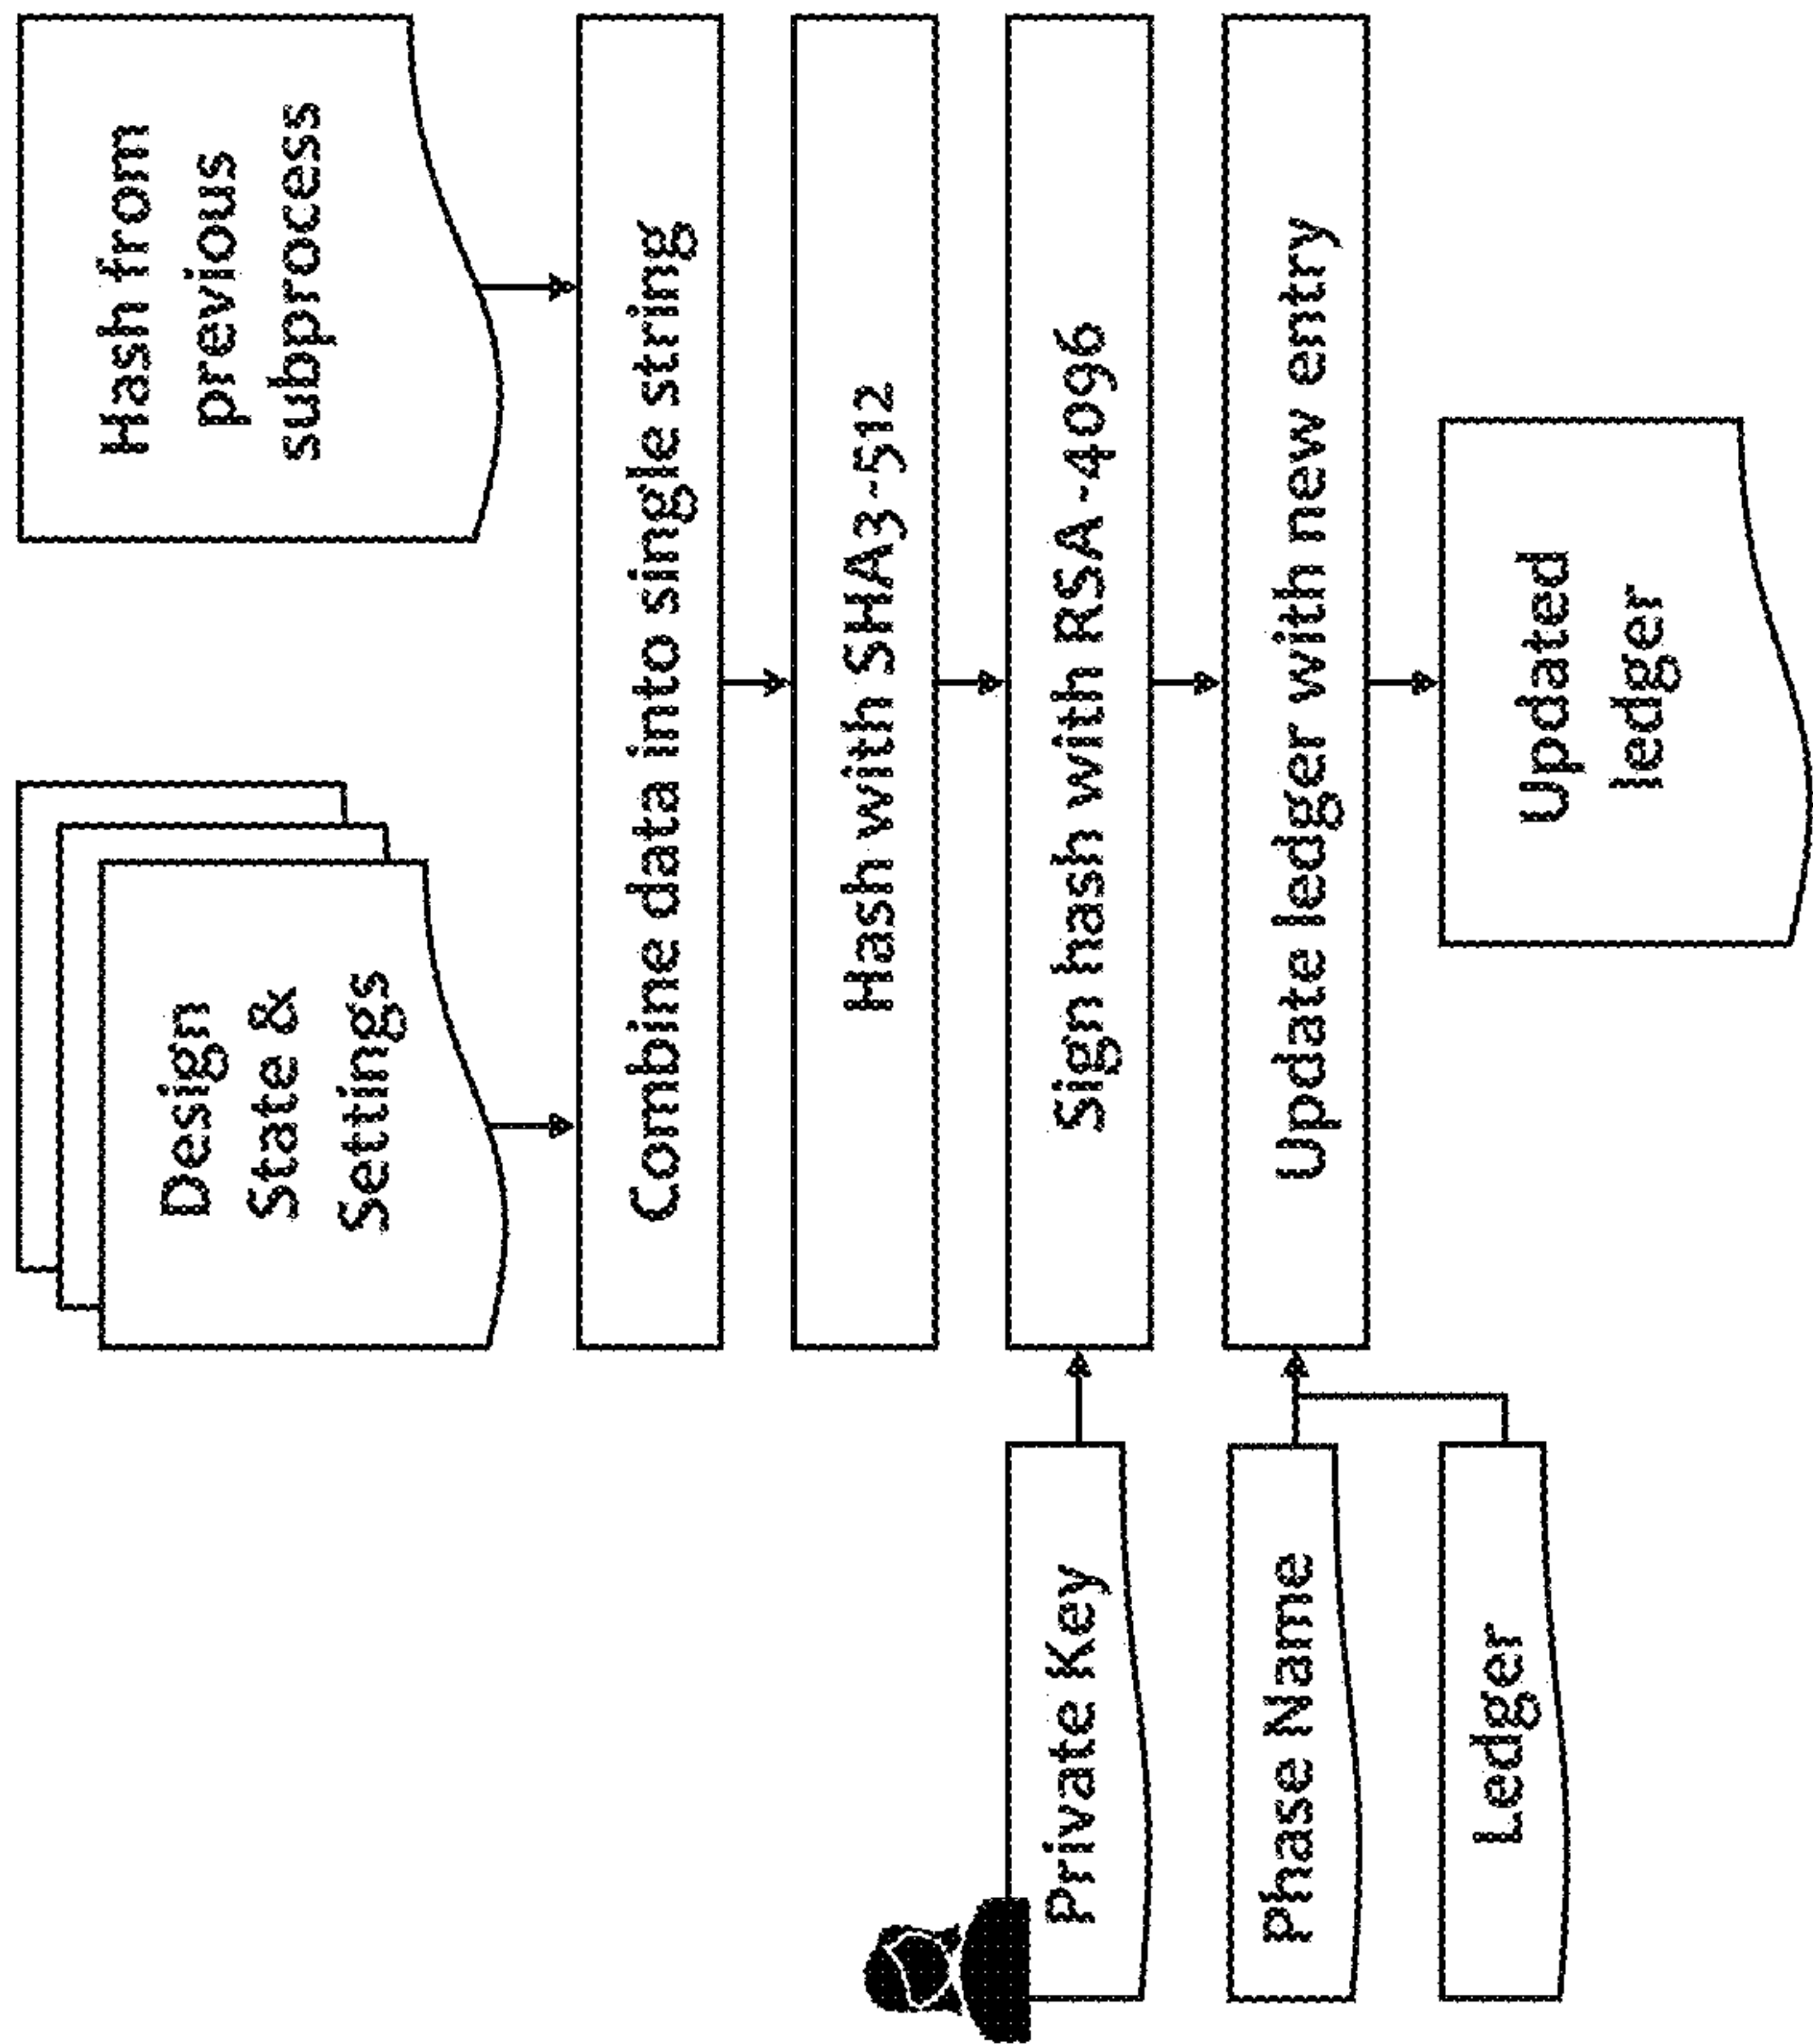 Design
State &
Settings
Hash from
previous
subprocess
Combine data into single string
Hash with SHA3-512
Private Key
Sign hash with RSA-4096
Phase Name
Update ledger with new entry
Ledger
Updated
ledger